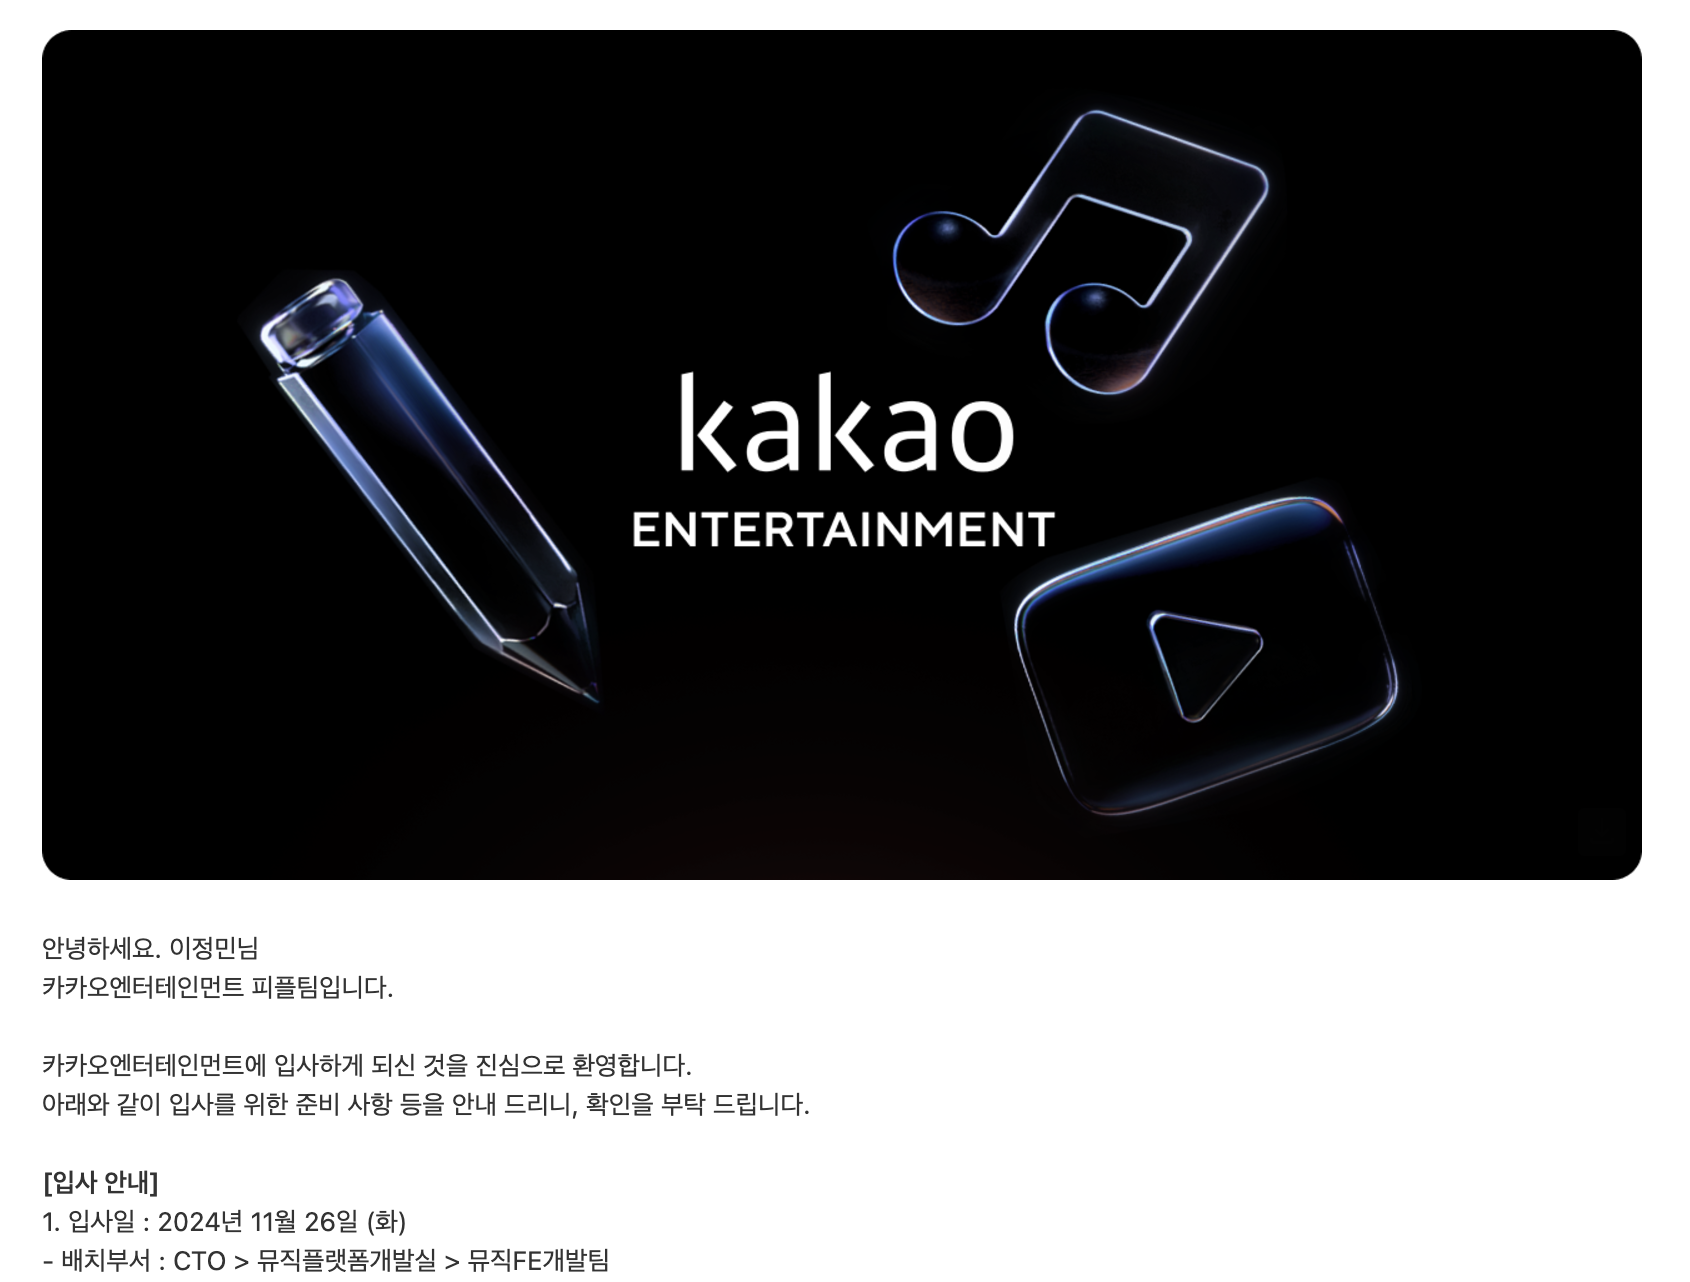 kakao
ENTERTAINMENT
안녕하세요. 이정민님
카카오엔터테인먼트 피플팀입니다.
카카오엔터테인먼트에 입사하게 되신 것을 진심으로 환영합니다.
아래와 같이 입사를 위한 준비 사항 등을 안내 드리니, 확인을 부탁 드립니다.
[입사 안내]
1. 입사일 : 2024년 11월 26일 (화)
- 배치부서 : CTO > 뮤직플랫폼개발실 > 뮤직FE개발팀